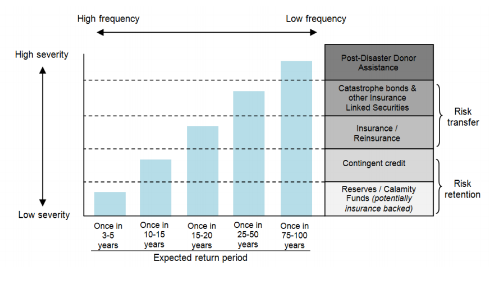 High frequency
Low frequency
High severity
Low severity
Post-Disaster Donor
Assistance
Catastrophe bonds &
other Insurance
Linked Securities
Insurance /
Reinsurance
Contingent credit
Reserves / Calamity
Funds (potentially
insurance backed)
Risk
transfer
Risk
retention
Once in
3-5
years
Once in
10-15
years
Once in
15-20
years
Once in
25-50
years
Once in
75-100
years
Expected return period